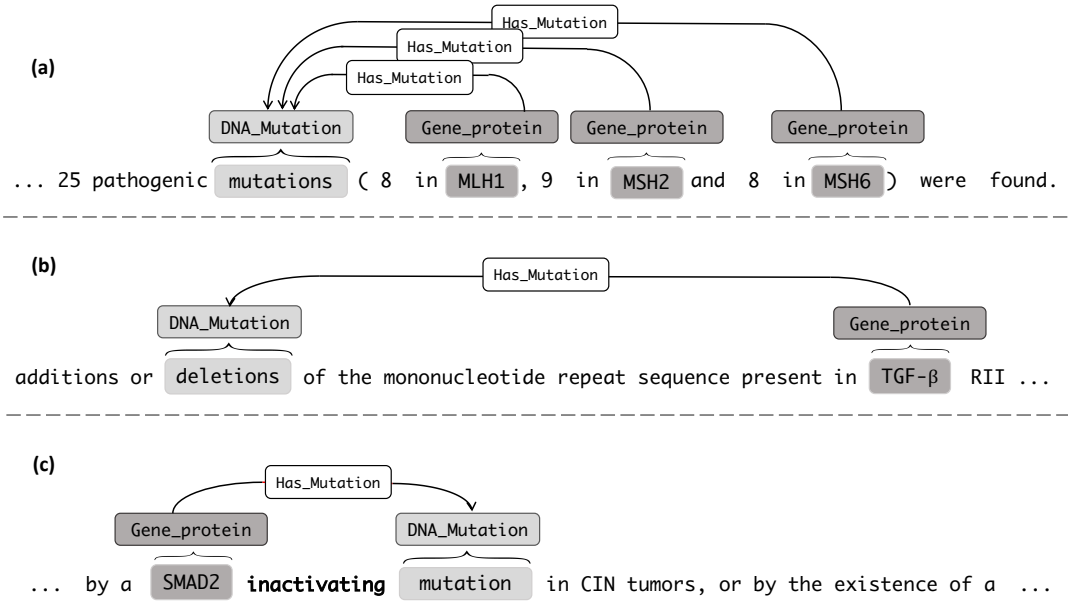 Has_Mutation
Has_Mutation
(a)
Has_Mutation
DNA_Mutation Gene_protein Gene_protein Gene_protein
... 25 pathogenic mutations ( 8 in MLH1, 9 in MSH2 and 8 in MSH6) were found.
(b)
Has_Mutation
DNA_Mutation Gene_protein
additions or deletions of the mononucleotide repeat sequence present in TGF-β RII ...
(c)
Has_Mutation
Gene_protein DNA_Mutation
... by a SMAD2 inactivating mutation in CIN tumors, or by the existence of a ...